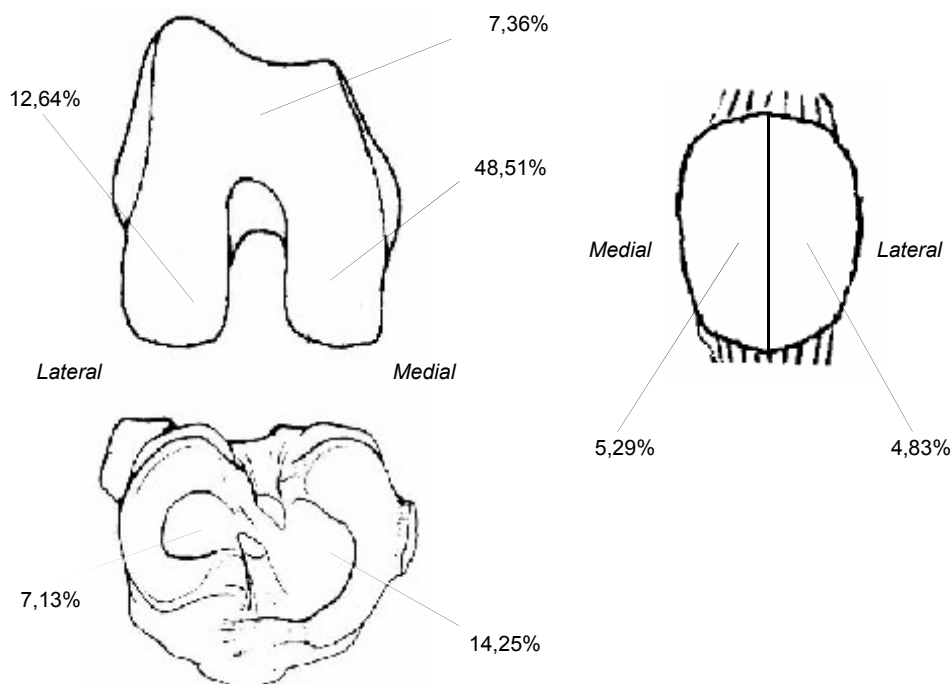 7,36%
12,64%
48,51%
Medial
Lateral
Lateral
Medial
5,29%
4,83%
7,13%
14,25%